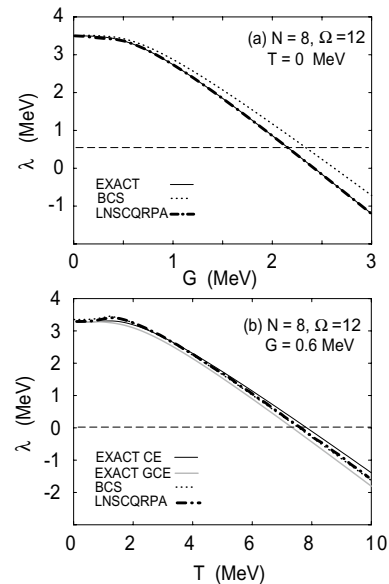 4
(a) N = 8, Ω =12
3
T = 0 MeV
2
λ (MeV)
1
0
EXACT
BCS
-1
LNSCQRPA
0
1
2
3
G (MeV)
4
(b) N = 8, Ω =12
3
G = 0.6 MeV
2
λ (MeV)
1
0
EXACT CE
-1
EXACT GCE
BCS
-2
LNSCQRPA
0
2
4
6
8
10
T (MeV)